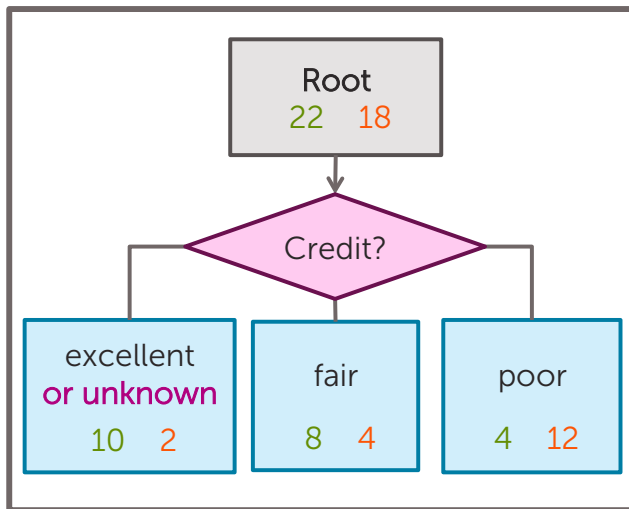 Root
22 18
Credit?
excellent
or unknown
10 2
fair
8 4
poor
4 12